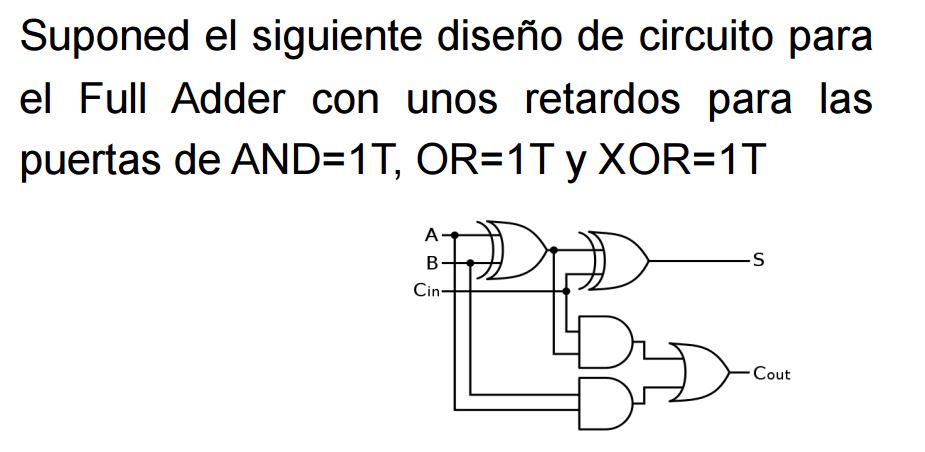 Suponed el siguiente diseño de circuito para
el Full Adder con unos retardos para las
puertas de AND=1T, OR=1T y XOR=1T
A
B
Cin
S
Cout